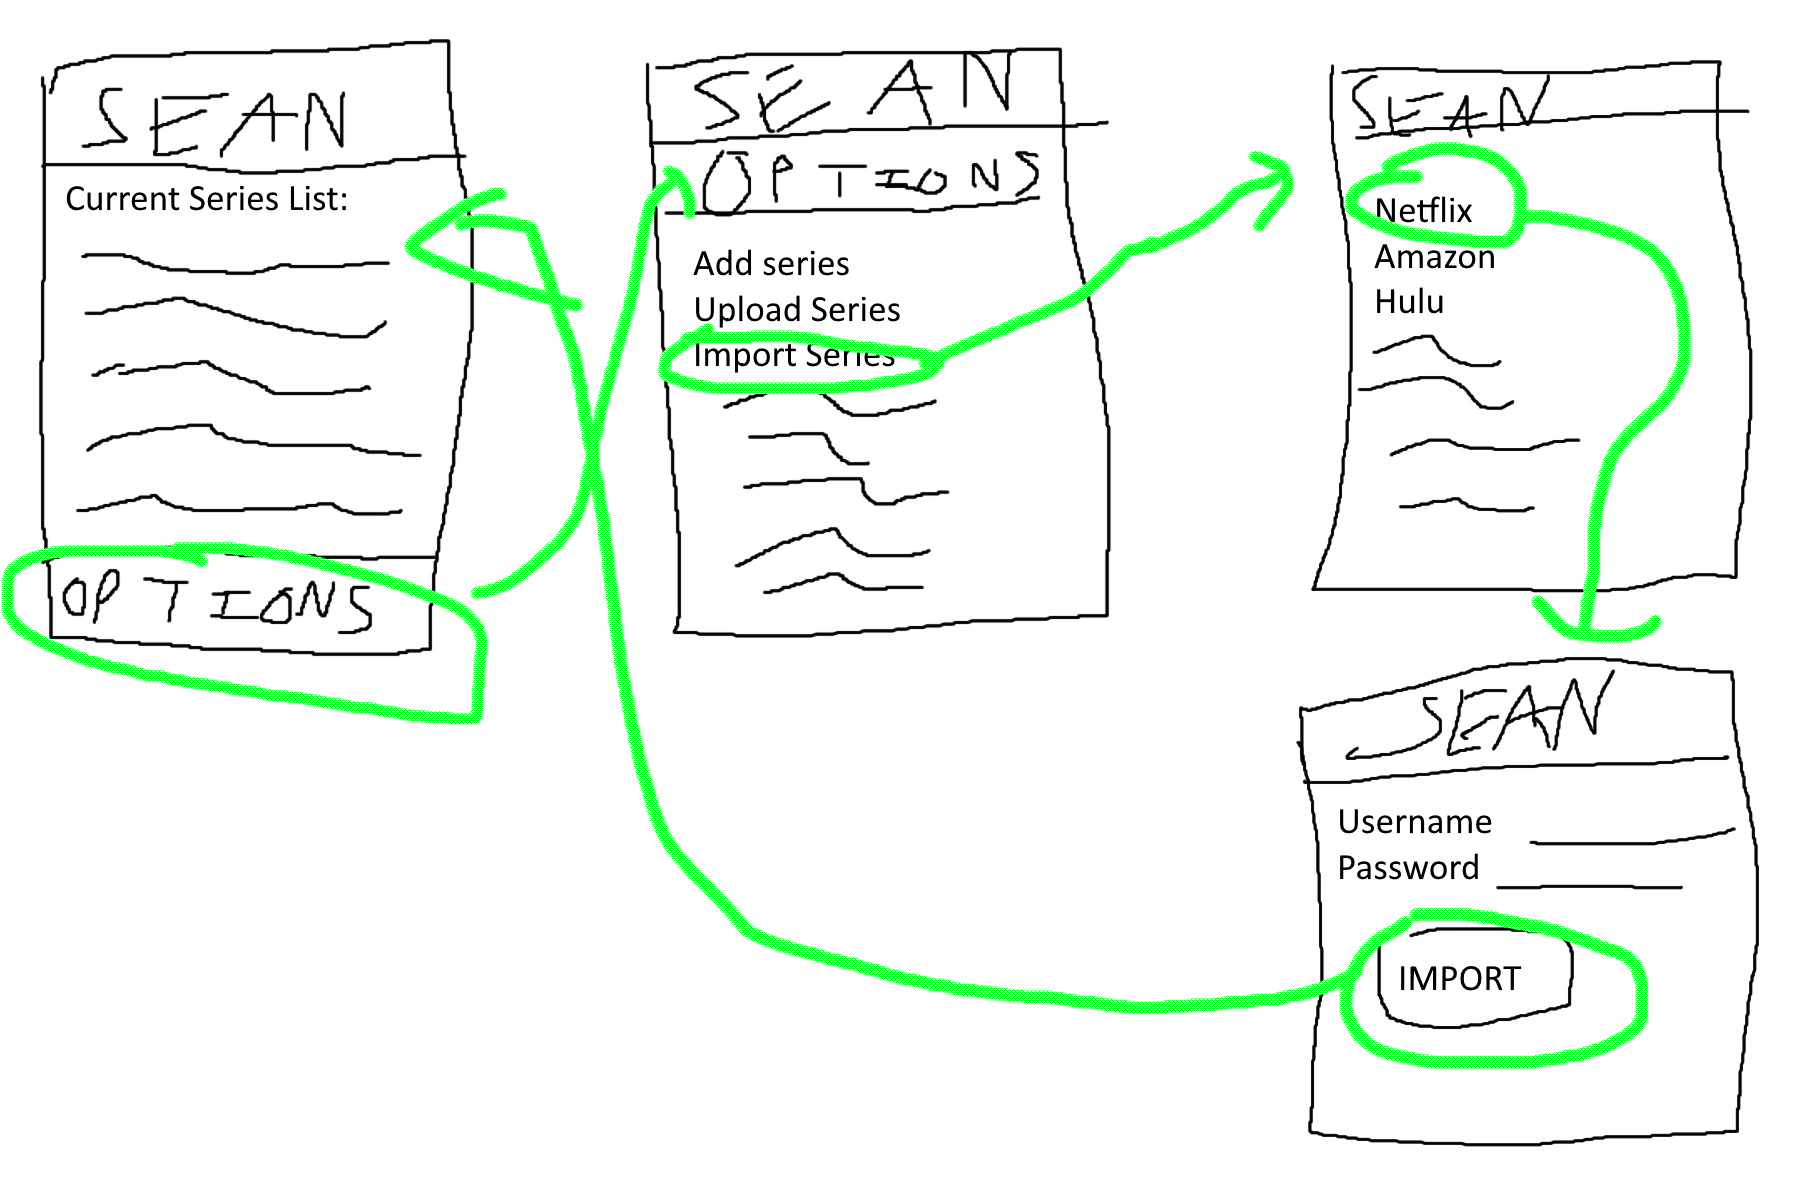 SEAN
Current Series List:
OPTIONS
SEAN
OPTIONS
Add series
Upload Series
Import Series
SEAN
Netflix
Amazon
Hulu
SEAN
Username
Password
IMPORT